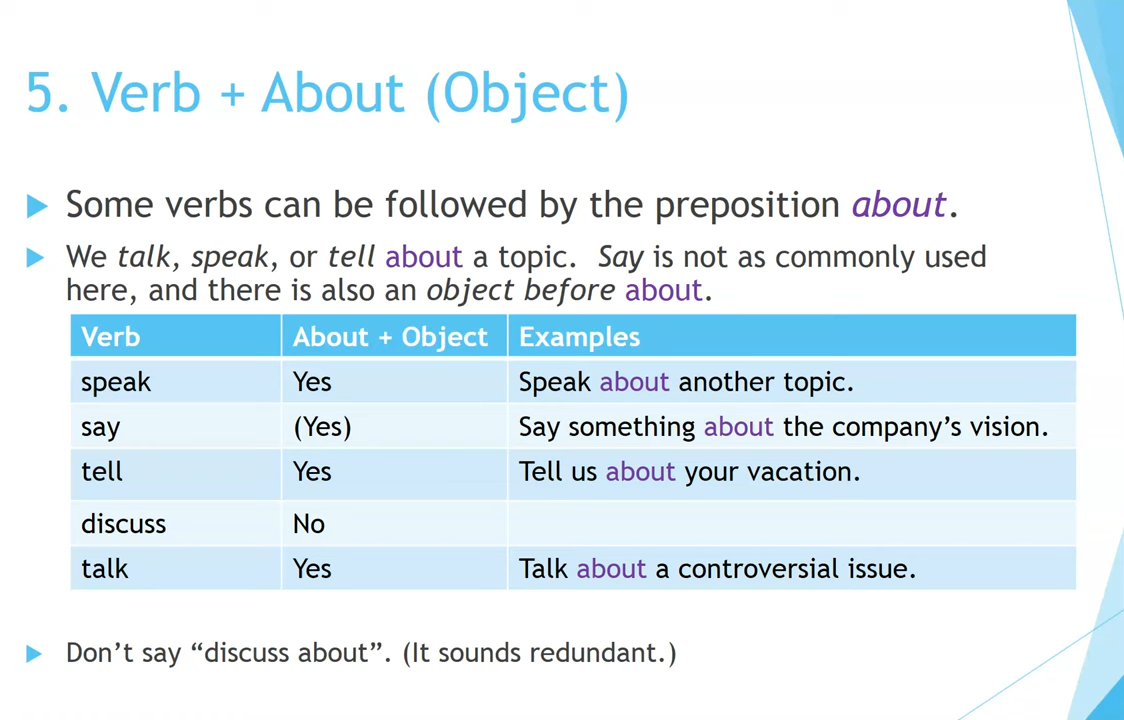 5. Verb + About (Object)
Some verbs can be followed by the preposition about.
We talk, speak, or tell about a topic. Say is not as commonly used
here, and there is also an object before about.
Verb About + Object Examples
speak Yes Speak about another topic.
say (Yes) Say something about the company’s vision.
tell Yes Tell us about your vacation.
discuss No
talk Yes Talk about a controversial issue.
Don’t say “discuss about”. (It sounds redundant.)